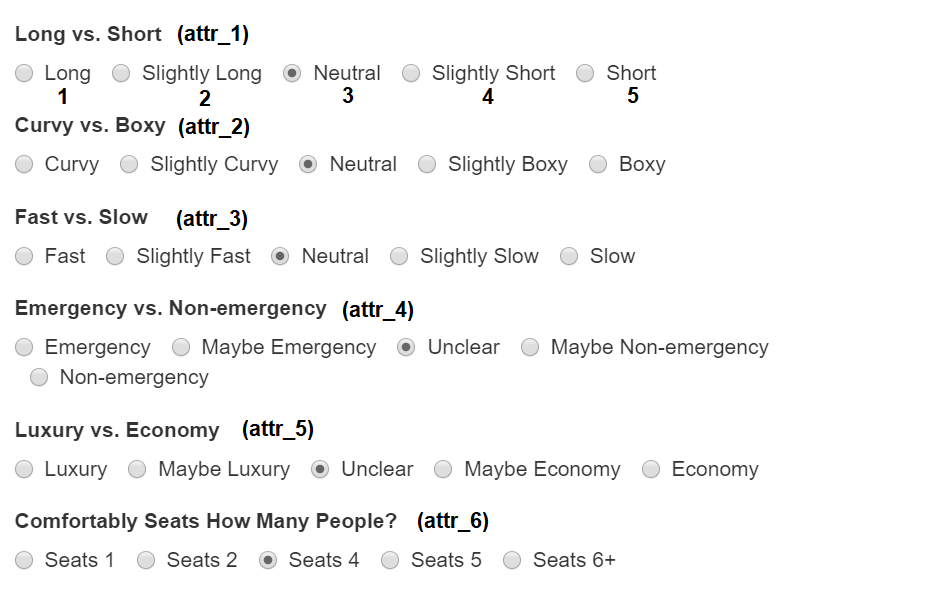 Long vs. Short (attr_1)
Long Slightly Long Neutral Slightly Short Short
1 2 3 4 5
Curvy vs. Boxy (attr_2)
Curvy Slightly Curvy Neutral Slightly Boxy Boxy
Fast vs. Slow (attr_3)
Fast Slightly Fast Neutral Slightly Slow Slow
Emergency vs. Non-emergency (attr_4)
Emergency Maybe Emergency Unclear Maybe Non-emergency
Non-emergency
Luxury vs. Economy (attr_5)
Luxury Maybe Luxury Unclear Maybe Economy Economy
Comfortably Seats How Many People? (attr_6)
Seats 1 Seats 2 Seats 4 Seats 5 Seats 6+